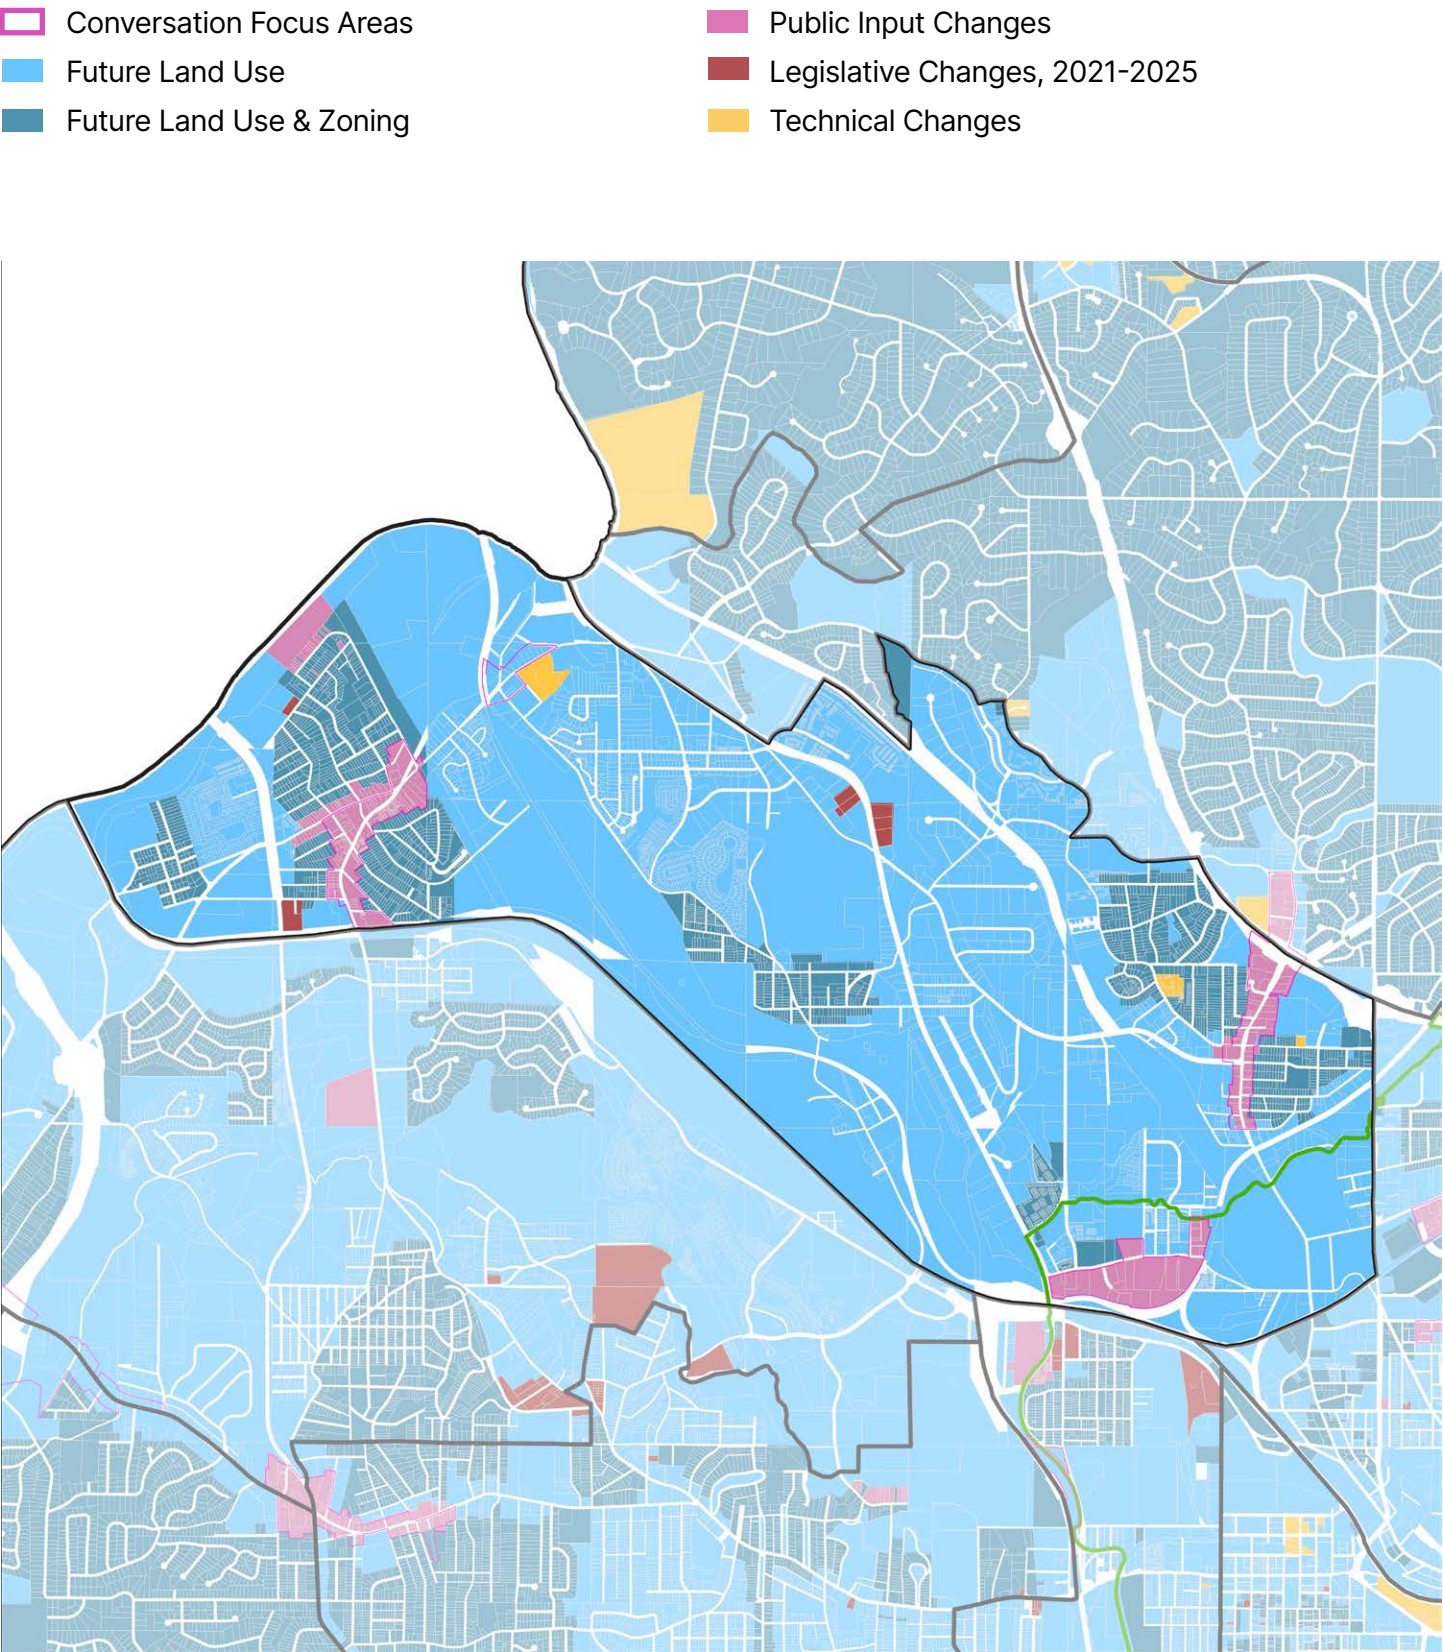 Conversation Focus Areas
Future Land Use
Future Land Use & Zoning
Public Input Changes
Legislative Changes, 2021-2025
Technical Changes